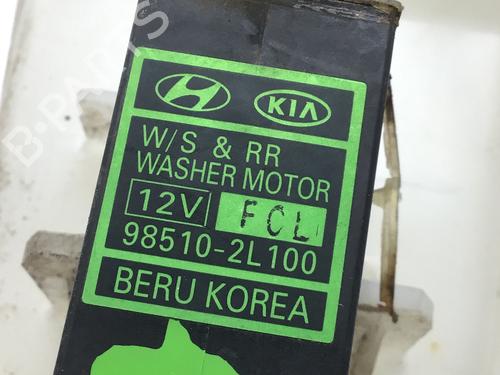 KIA
W/S & RR
WASHER MOTOR
12V FCL
98510-2L100
BERU KOREA
B-PARTS